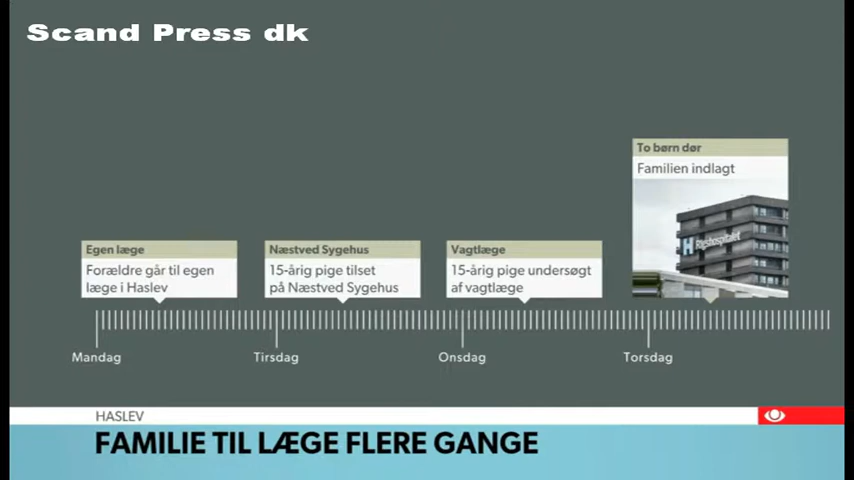 Scand Press dk
To børn dør
Familien indlagt
H Rigshospitalet
Egen læge
Forældre går til egen
læge i Haslev
Næstved Sygehus
15-årig pige tilset
på Næstved Sygehus
Vagtlæge
15-årig pige undersøgt
af vagtlæge
Mandag
Tirsdag
Onsdag
Torsdag
HASLEV
FAMILIE TIL LÆGE FLERE GANGE